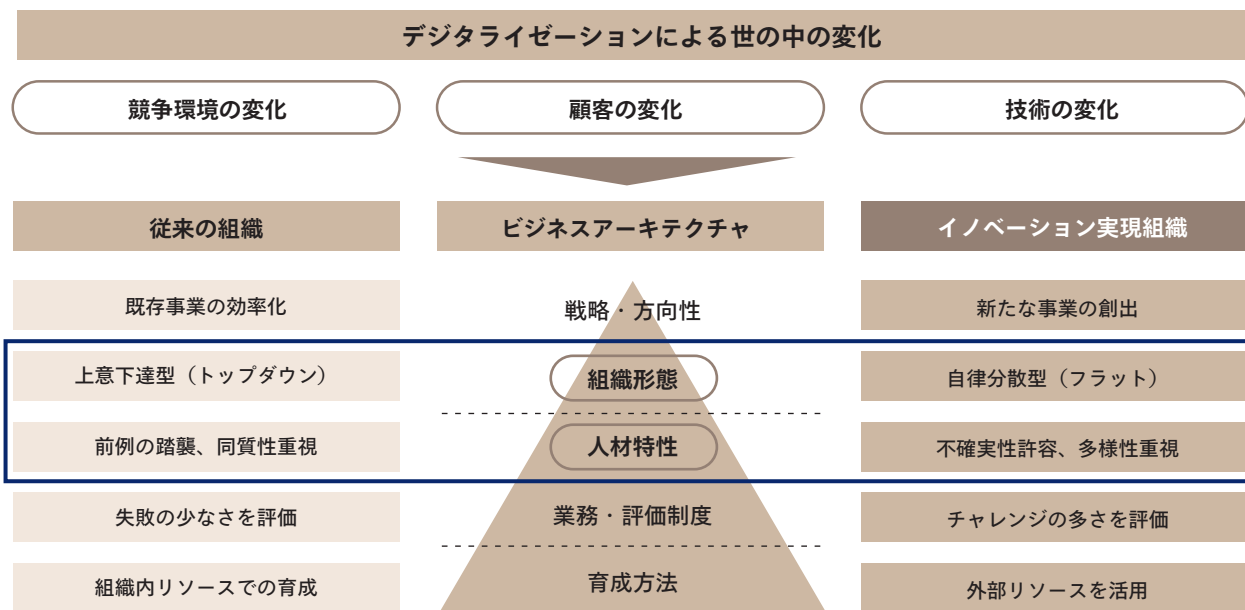 デジタライゼーションによる世の中の変化
競争環境の変化
顧客の変化
技術の変化
従来の組織
ビジネスアーキテクチャ
イノベーション実現組織
既存事業の効率化
戦略・方向性
新たな事業の創出
上意下達型（トップダウン）
組織形態
自律分散型（フラット）
前例の踏襲、同質性重視
人材特性
不確実性許容、多様性重視
失敗の少なさを評価
業務・評価制度
チャレンジの多さを評価
組織内リソースでの育成
育成方法
外部リソースを活用